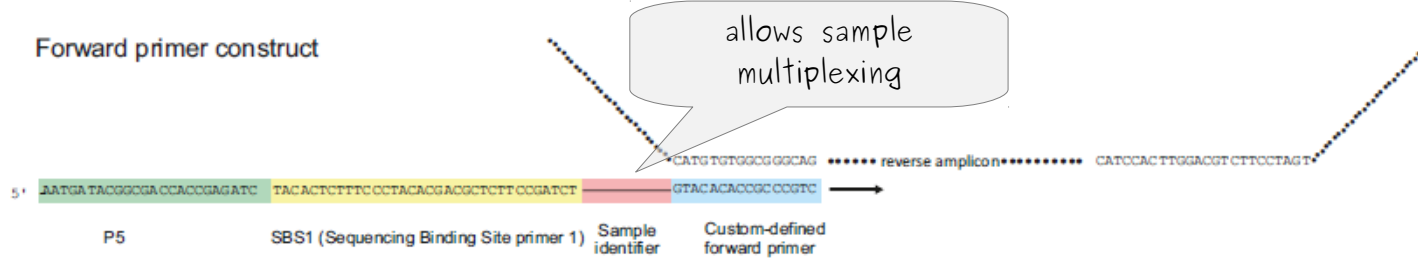 Forward primer construct
allows sample
multiplexing
CATGTGTGGCGGGCAG •••••• reverse amplicon •••••••••• CATCCACTTGGACGTCTTCCTAGT
5' AATGATACGGCGACCACCGAGATC TACACTCTTTCCCTACACGACGCTCTTCCGATCT GTACACACCGCCCGTC
P5 SBS1 (Sequencing Binding Site primer 1) Sample identifier Custom-defined forward primer